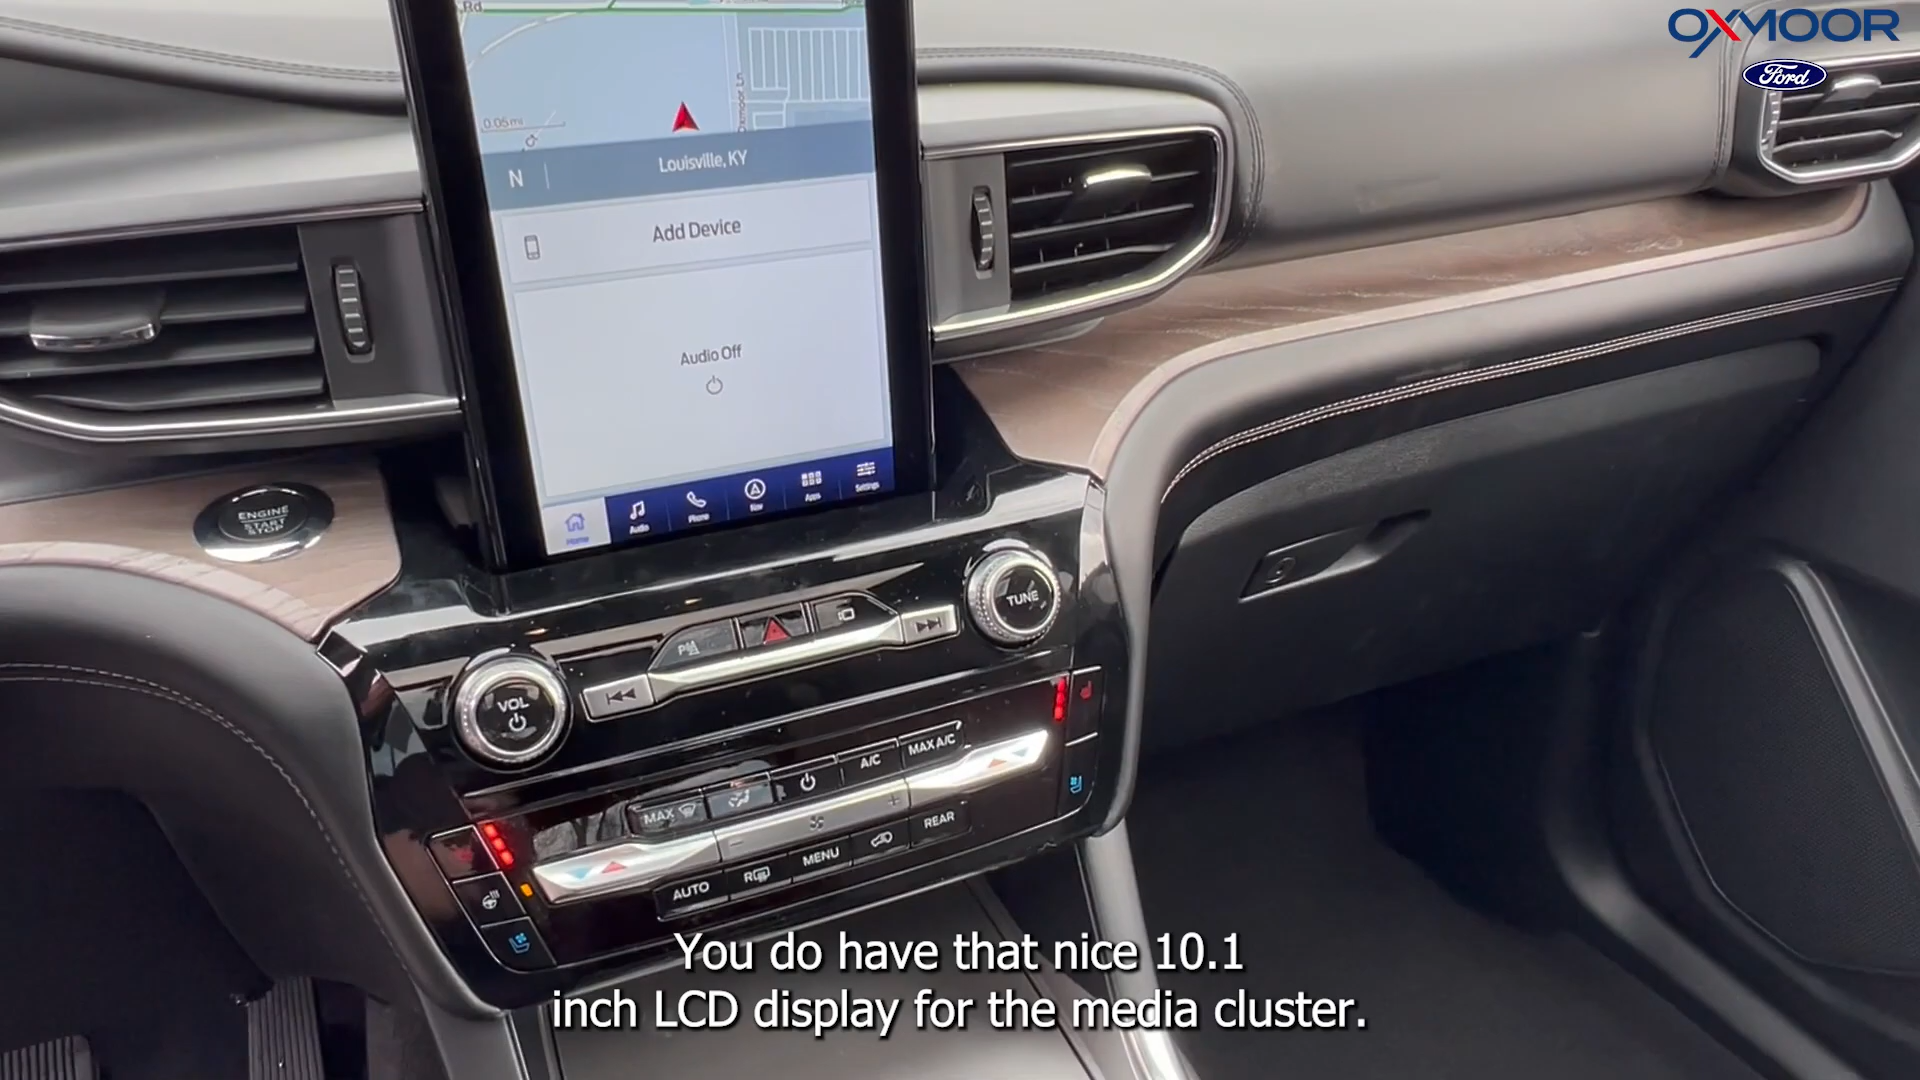 OXMOOR
Ford
Rd
Oxmoor L
0.05 mi
N
Louisville, KY
Add Device
Audio Off
Home
Audio
Phone
Nav
Apps
Settings
ENGINE
START
STOP
TUNE
VOL
MAX
A/C
MAX A/C
AUTO
R
MENU
REAR
You do have that nice 10.1
inch LCD display for the media cluster.